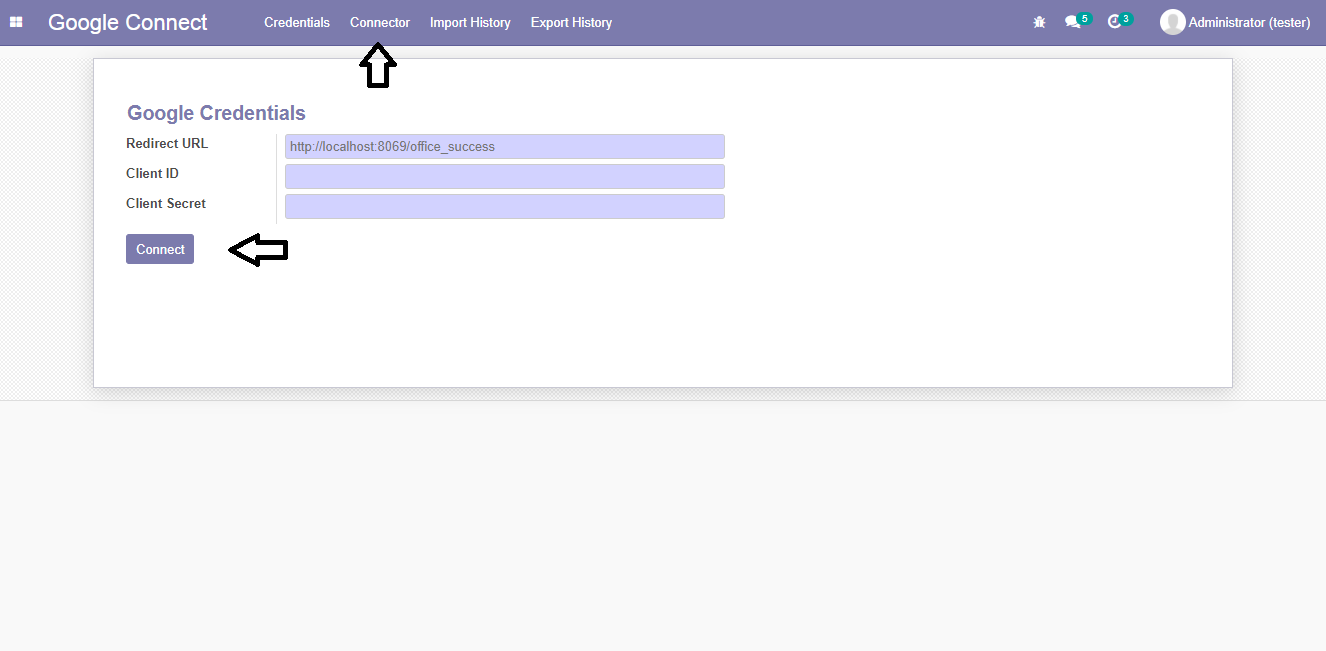 Google Connect Credentials Connector Import History Export History 5 3 Administrator (tester)
Google Credentials
Redirect URL http://localhost:8069/office_success
Client ID
Client Secret
Connect